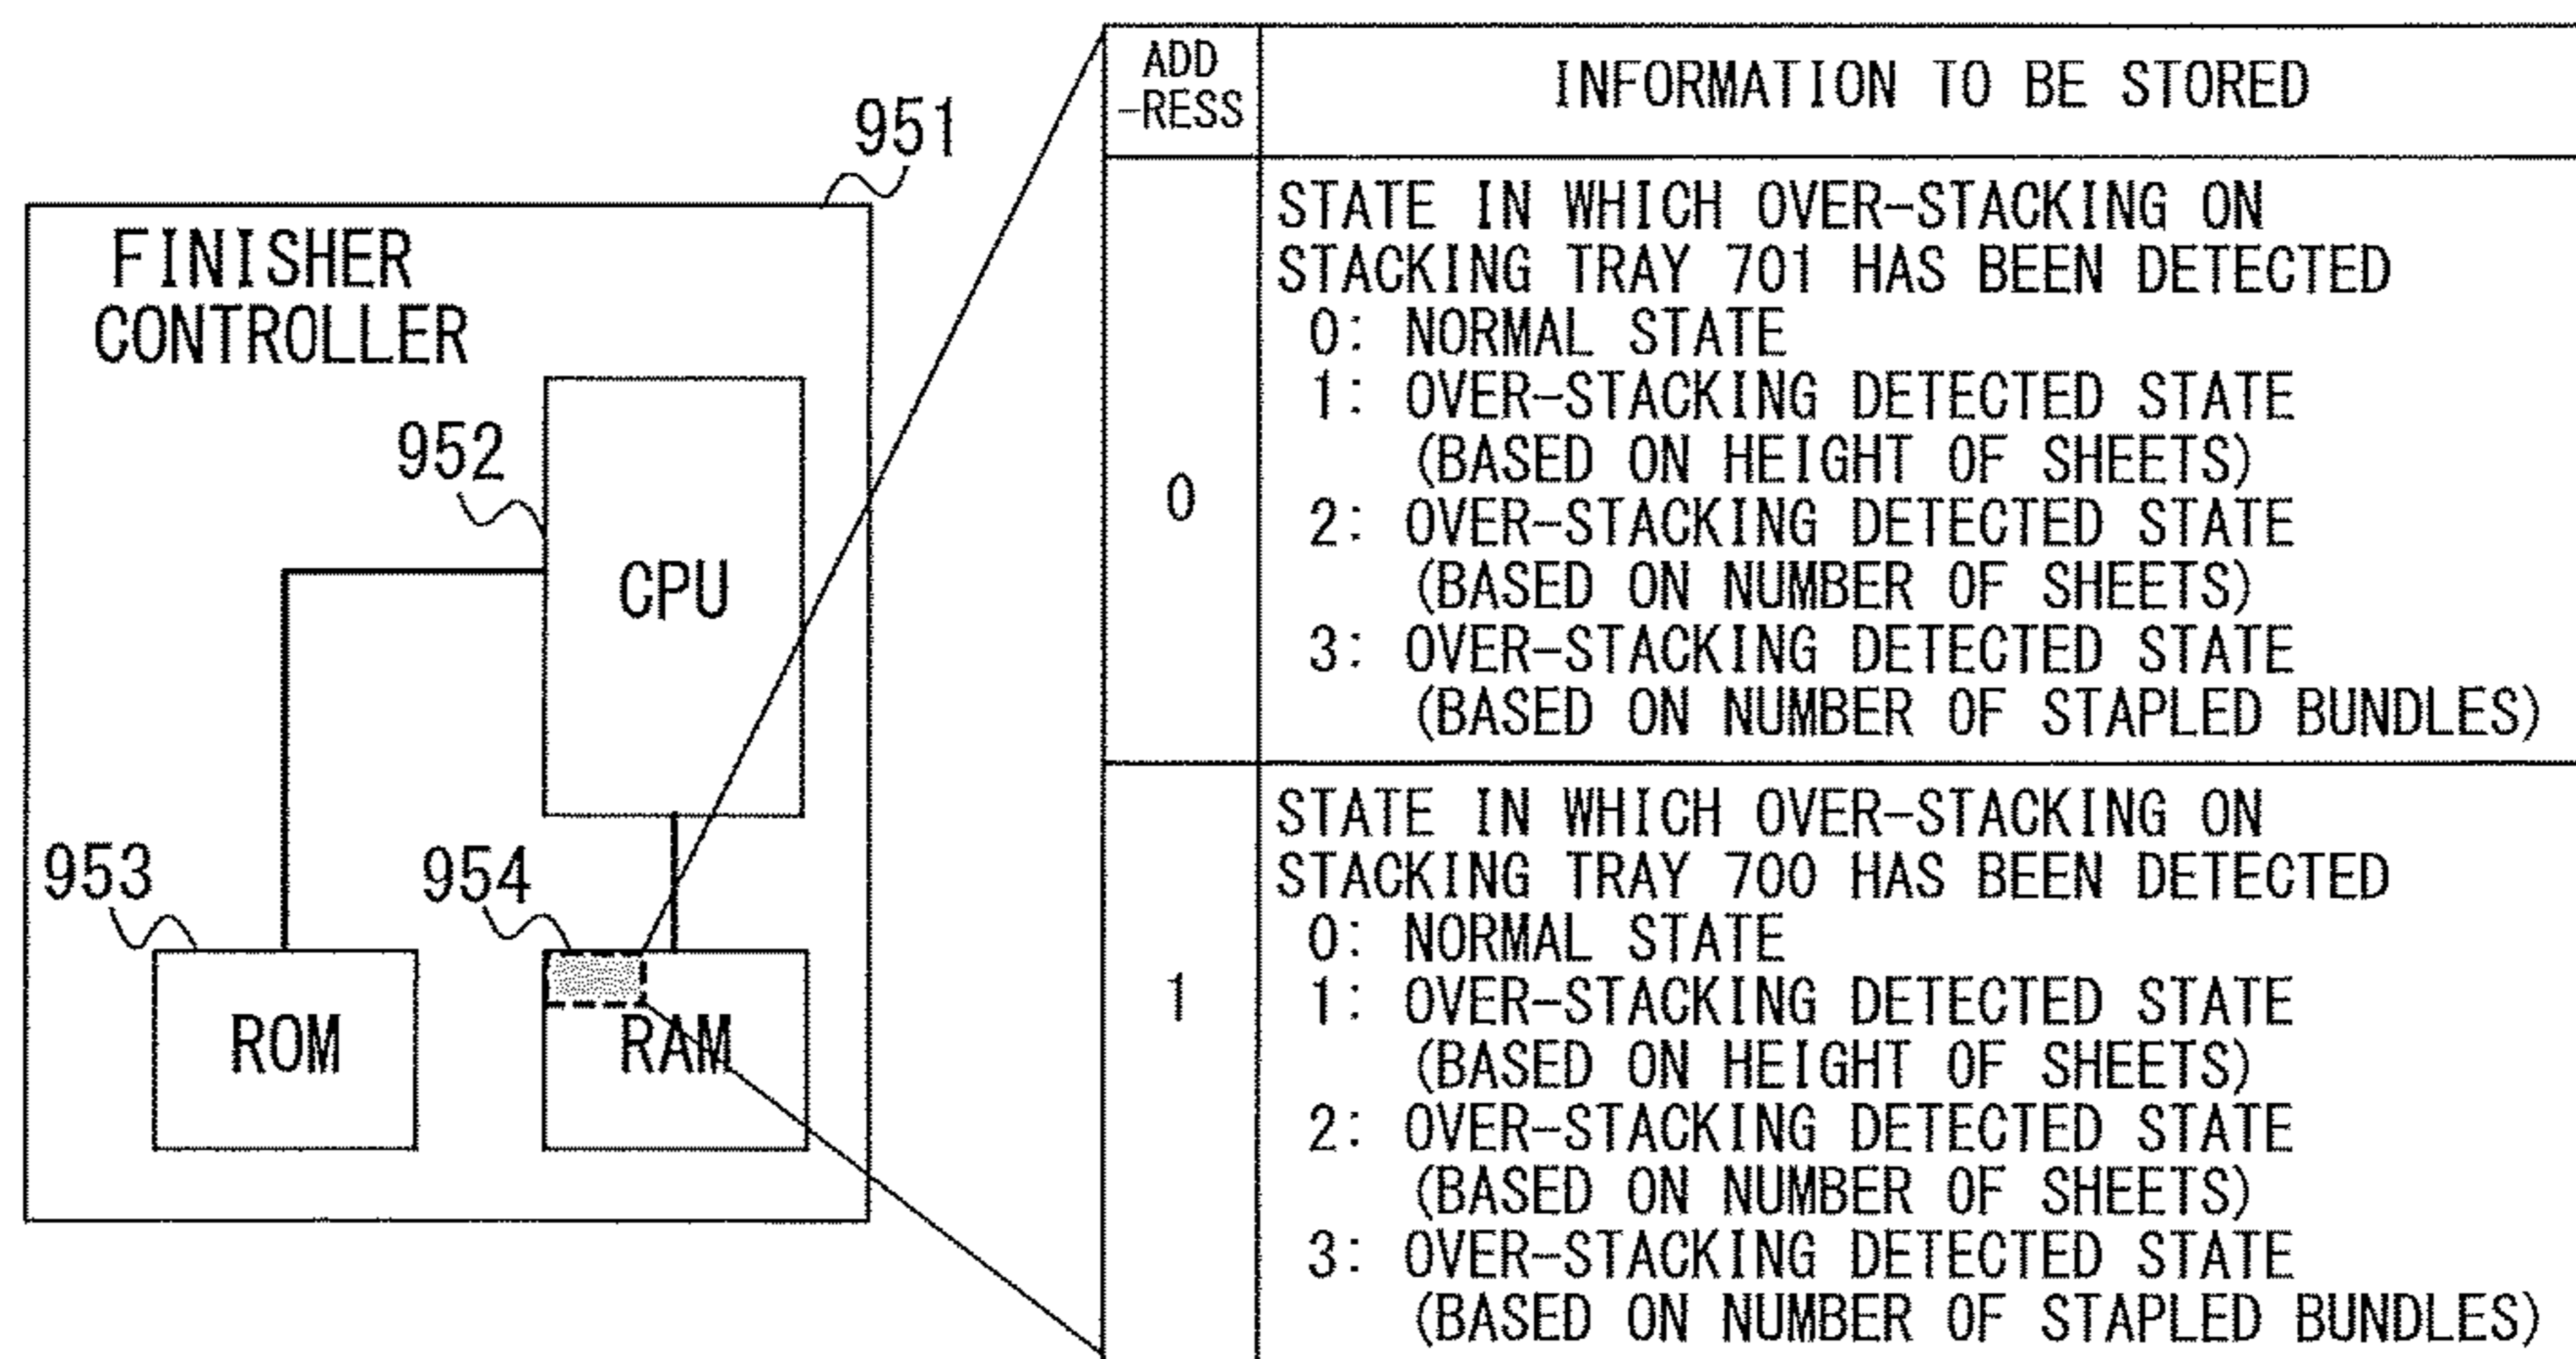 951
FINISHER
CONTROLLER
952
CPU
953
954
ROM
RAM
ADD
-RESS
INFORMATION TO BE STORED
0
STATE IN WHICH OVER-STACKING ON
STACKING TRAY 701 HAS BEEN DETECTED
0: NORMAL STATE
1: OVER-STACKING DETECTED STATE
(BASED ON HEIGHT OF SHEETS)
2: OVER-STACKING DETECTED STATE
(BASED ON NUMBER OF SHEETS)
3: OVER-STACKING DETECTED STATE
(BASED ON NUMBER OF STAPLED BUNDLES)
1
STATE IN WHICH OVER-STACKING ON
STACKING TRAY 700 HAS BEEN DETECTED
0: NORMAL STATE
1: OVER-STACKING DETECTED STATE
(BASED ON HEIGHT OF SHEETS)
2: OVER-STACKING DETECTED STATE
(BASED ON NUMBER OF SHEETS)
3: OVER-STACKING DETECTED STATE
(BASED ON NUMBER OF STAPLED BUNDLES)